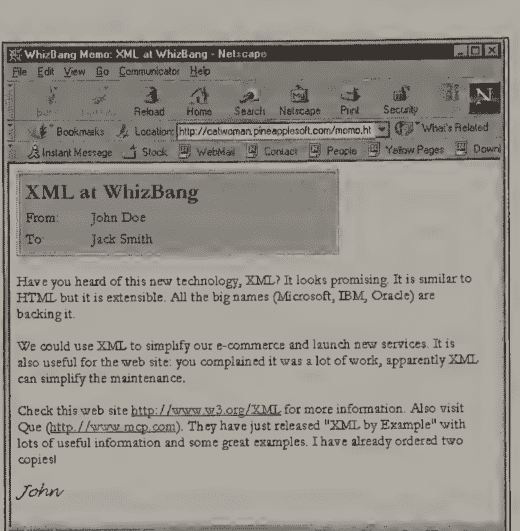 WhizBang Memo: XML at WhizBang - Netscape
File Edit View Go Communicator Help
Reload Home Search Netscape Print Security
Bookmarks Location: http://catwoman.pineapplesoft.com/memo.ht What's Related
Instant Message Stock WebMail Contact People Yellow Pages Downl
XML at WhizBang
From: John Doe
To: Jack Smith
Have you heard of this new technology, XML? It looks promising. It is similar to
HTML but it is extensible. All the big names (Microsoft, IBM, Oracle) are
backing it.
We could use XML to simplify our e-commerce and launch new services. It is
also useful for the web site: you complained it was a lot of work, apparently XML
can simplify the maintenance.
Check this web site http://www.w3.org/XML for more information. Also visit
Que (http://www.mcp.com). They have just released "XML by Example" with
lots of useful information and some great examples. I have already ordered two
copies!
John